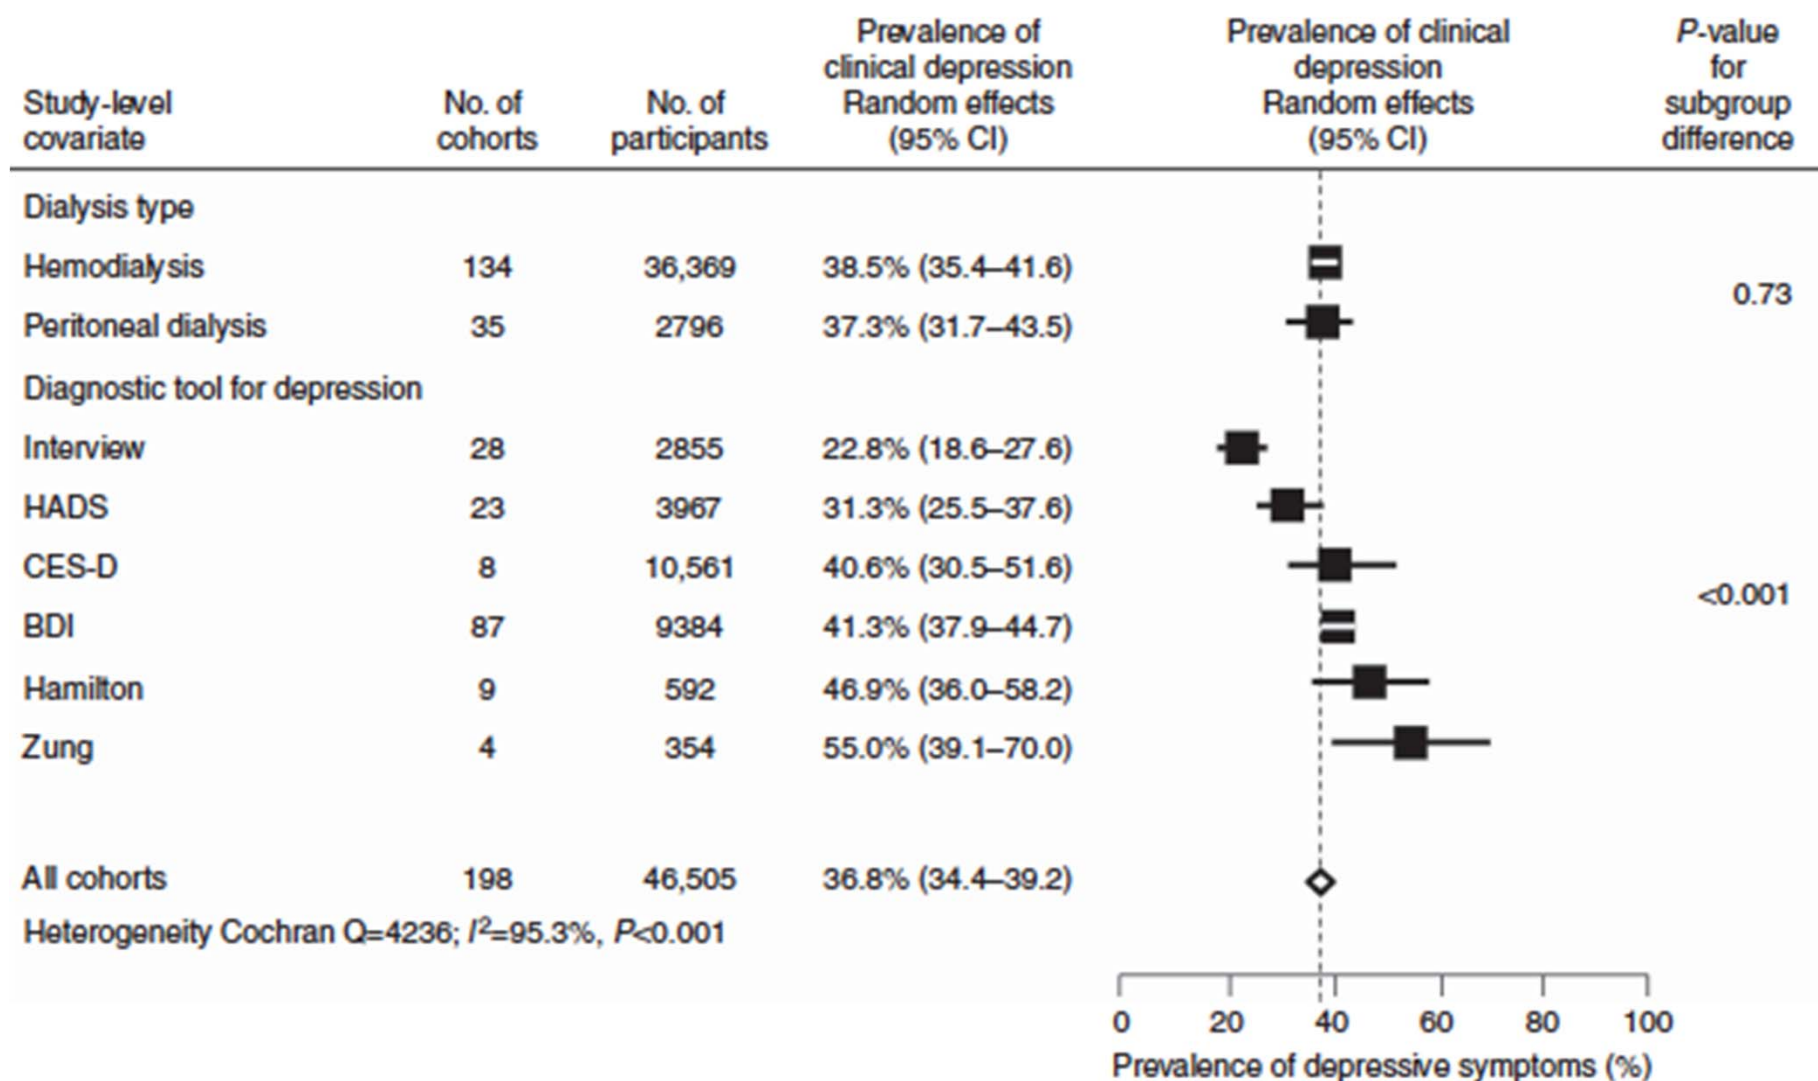 Study-level covariate No. of cohorts No. of participants Prevalence of clinical depression Random effects (95% CI) Prevalence of clinical depression Random effects (95% CI) P-value for subgroup difference
Dialysis type
Hemodialysis 134 36,369 38.5% (35.4–41.6)
0.73
Peritoneal dialysis 35 2796 37.3% (31.7–43.5)
Diagnostic tool for depression
Interview 28 2855 22.8% (18.6–27.6)
HADS 23 3967 31.3% (25.5–37.6)
CES-D 8 10,561 40.6% (30.5–51.6)
<0.001
BDI 87 9384 41.3% (37.9–44.7)
Hamilton 9 592 46.9% (36.0–58.2)
Zung 4 354 55.0% (39.1–70.0)
All cohorts 198 46,505 36.8% (34.4–39.2)
Heterogeneity Cochran Q=4236; I²=95.3%, P<0.001
0 20 40 60 80 100
Prevalence of depressive symptoms (%)